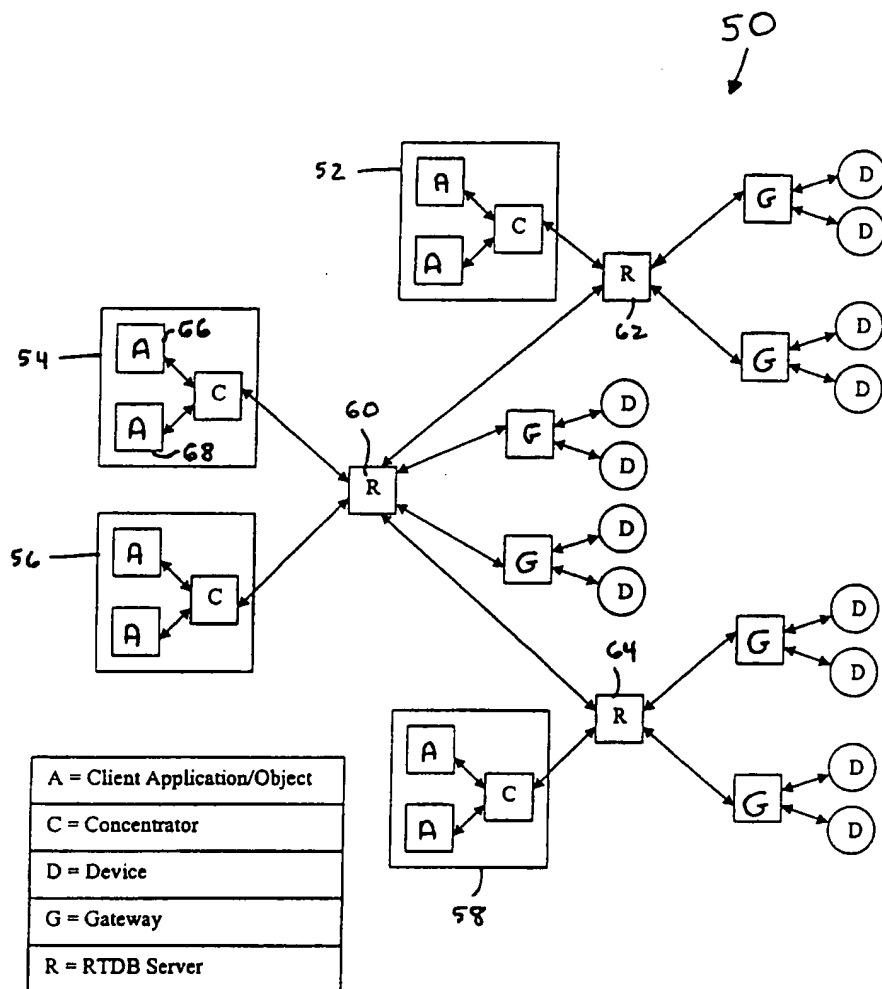 50
52
A
C
A
R
62
G
D
D
G
D
D
54
A
66
C
A
68
60
R
G
D
D
G
D
D
56
A
C
A
64
R
G
D
D
G
D
D
A
C
A
58
A = Client Application/Object
C = Concentrator
D = Device
G = Gateway
R = RTDB Server